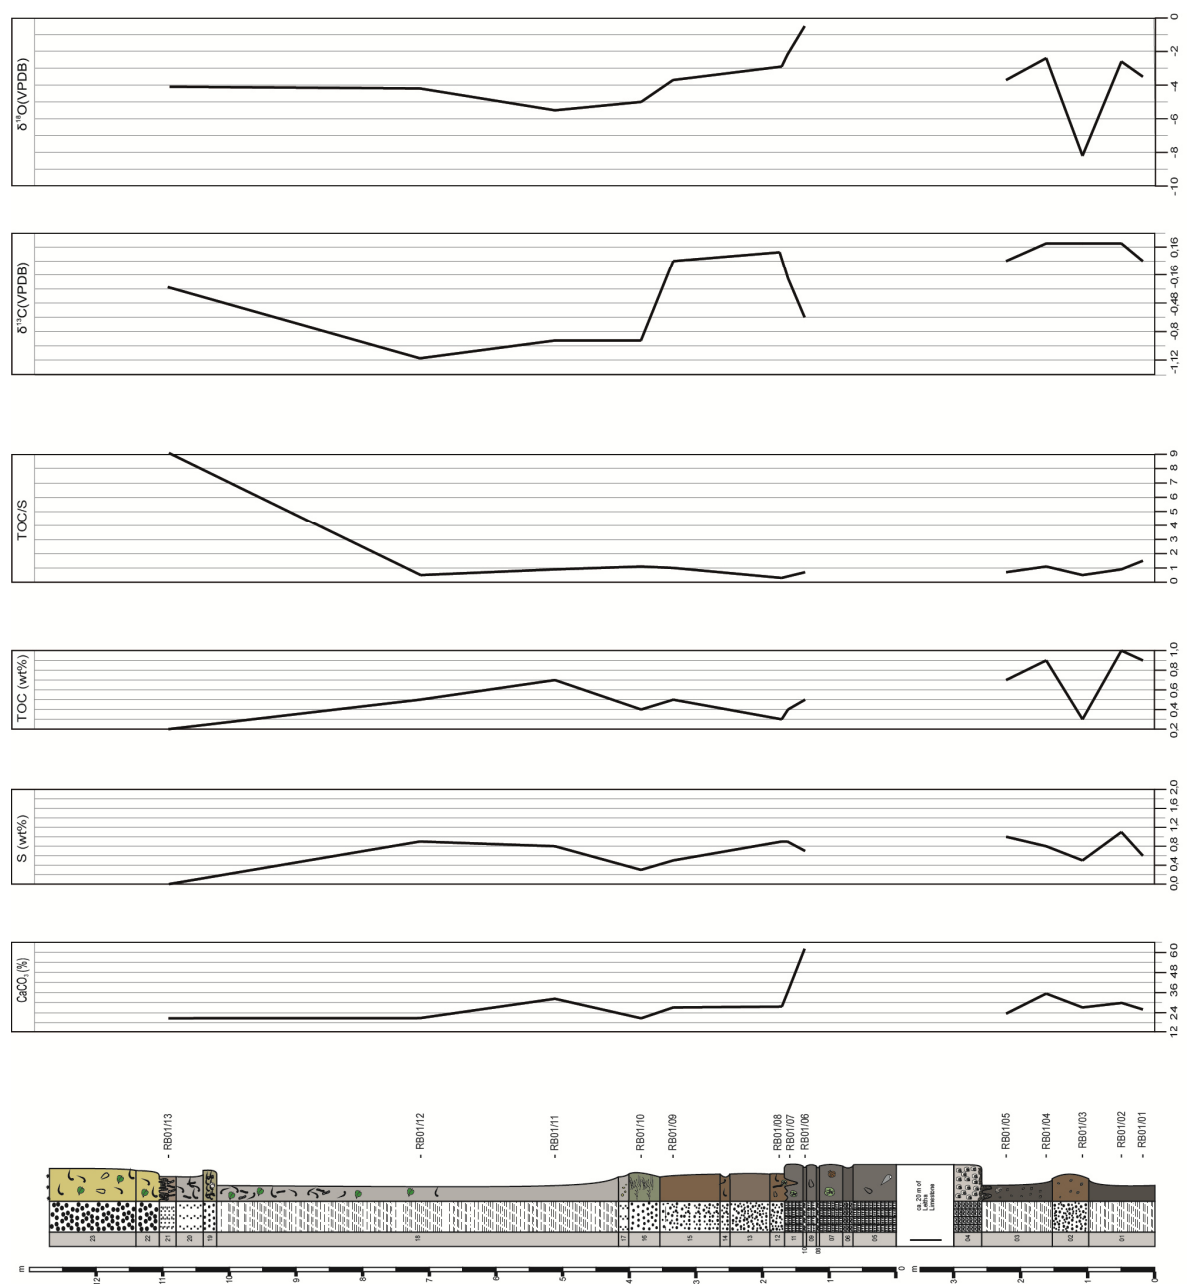 δ¹⁸O(VPDB)
0 -2 -4 -6 -8 -10
δ¹³C(VPDB)
0,16 -0,16 -0,48 -0,8 -1,12
TOC/S
9 8 7 6 5 4 3 2 1 0
TOC (wt%)
1,0 0,8 0,6 0,4 0,2
S (wt%)
2,0 1,6 1,2 0,8 0,4 0,0
CaCO₃(%)
60 48 36 24 12
RB01/13
RB01/12
RB01/11
RB01/10
RB01/09
RB01/08
RB01/07
RB01/06
RB01/05
RB01/04
RB01/03
RB01/02
RB01/01
ca. 20 m of
Leitha
Limestone
23 22 21 20 19 18 17 16 15 14 13 12 11 10 09 08 07 06 05 04 03 02 01
m 12 11 10 9 8 7 6 5 4 3 2 1 0
m 3 2 1 0